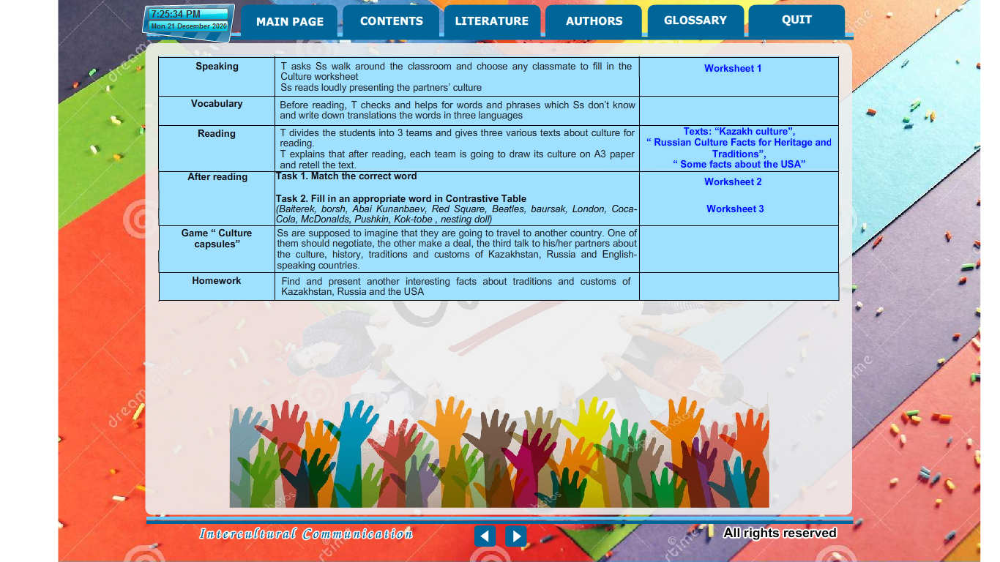 7:25:34 PM
Mon 21 December 2020
MAIN PAGE
CONTENTS
LITERATURE
AUTHORS
GLOSSARY
QUIT
Speaking
T asks Ss walk around the classroom and choose any classmate to fill in the
Culture worksheet
Ss reads loudly presenting the partners’ culture
Worksheet 1
Vocabulary
Before reading, T checks and helps for words and phrases which Ss don’t know
and write down translations the words in three languages
Reading
T divides the students into 3 teams and gives three various texts about culture for
reading.
T explains that after reading, each team is going to draw its culture on A3 paper
and retell the text.
Texts: “Kazakh culture”,
“ Russian Culture Facts for Heritage and
Traditions”,
“ Some facts about the USA”
After reading
Task 1. Match the correct word
Task 2. Fill in an appropriate word in Contrastive Table
(Baiterek, borsh, Abai Kunanbaev, Red Square, Beatles, baursak, London, Coca-
Cola, McDonalds, Pushkin, Kok-tobe , nesting doll)
Worksheet 2
Worksheet 3
Game “ Culture
capsules”
Ss are supposed to imagine that they are going to travel to another country. One of
them should negotiate, the other make a deal, the third talk to his/her partners about
the culture, history, traditions and customs of Kazakhstan, Russia and English-
speaking countries.
Homework
Find and present another interesting facts about traditions and customs of
Kazakhstan, Russia and the USA
Intercultural Communication
All rights reserved